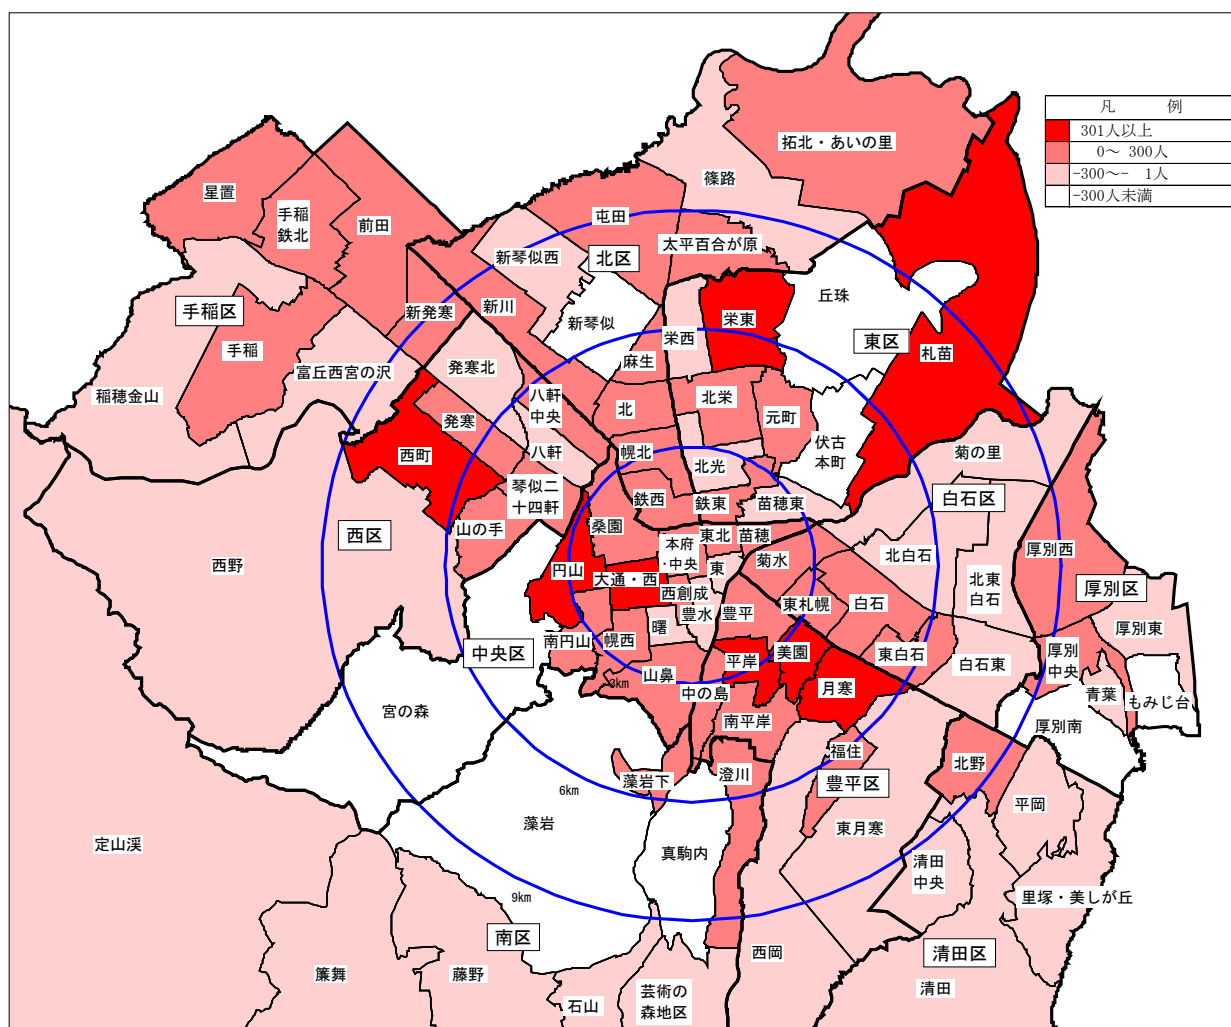 凡 例
301人以上
0～ 300人
-300～- 1人
-300人未満
拓北・あいの里
篠路
星置
手稲
鉄北
前田
屯田
太平百合が原
新琴似西
北区
手稲区
新発寒
新川
新琴似
丘珠
栄東
東区
札苗
手稲
富丘西宮の沢
発寒北
麻生
栄西
稲穂金山
八軒
中央
北
北栄
元町
発寒
伏古
本町
西町
八軒
幌北
北光
菊の里
白石区
琴似二
十四軒
鉄西
鉄東
苗穂東
西区
山の手
桑園
本府
・中央
東北
苗穂
北白石
厚別西
西野
円山
大通・西
東
菊水
北東
白石
厚別区
西創成
豊水
豊平
東札幌
白石
曙
厚別東
中央区
南円山
幌西
平岸
美園
東白石
白石東
厚別
中央
山鼻
3km
中の島
月寒
青葉
もみじ台
宮の森
南平岸
厚別南
福住
藻岩下
澄川
豊平区
北野
6km
平岡
藻岩
東月寒
定山渓
真駒内
清田
中央
9km
里塚・美しが丘
南区
西岡
清田区
簾舞
藤野
清田
石山
芸術の
森地区